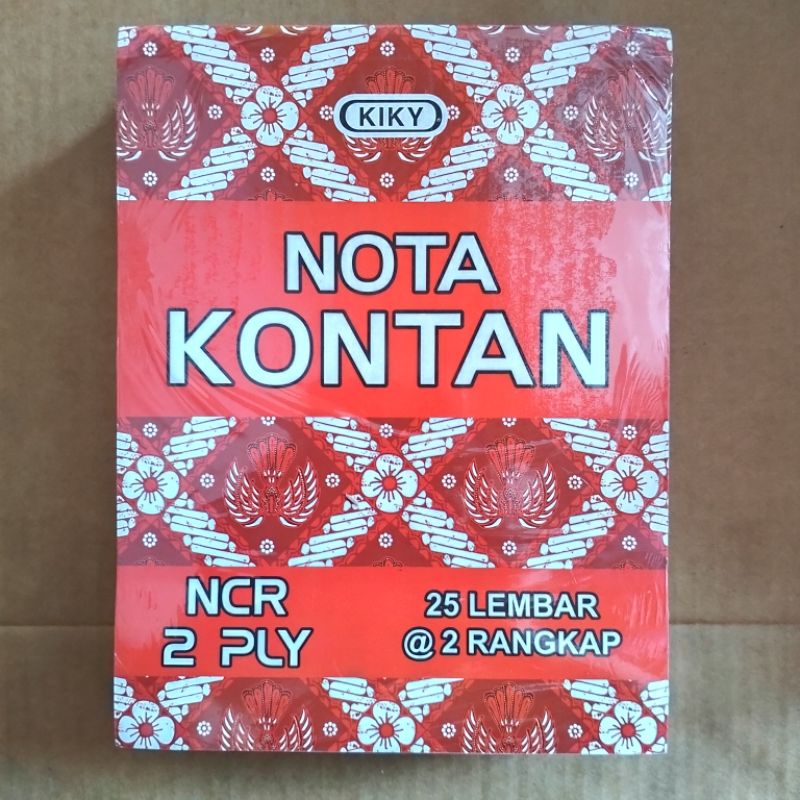 KIKY
NOTA
KONTAN
NCR
2 PLY
25 LEMBAR
@ 2 RANGKAP